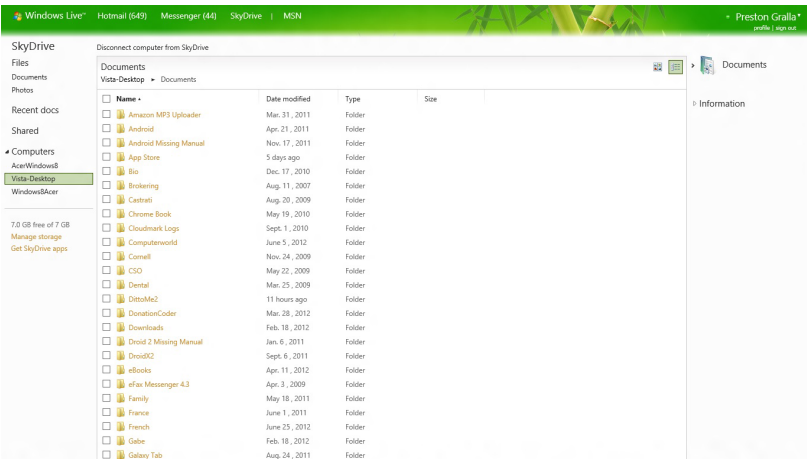 Windows Live™ Hotmail (649) Messenger (44) SkyDrive | MSN
Preston Gralla
profile | sign out
SkyDrive
Files
Documents
Photos
Recent docs
Shared
Computers
AcerWindows8
Vista-Desktop
Windows8Acer
7.0 GB free of 7 GB
Manage storage
Get SkyDrive apps
Disconnect computer from SkyDrive
Documents
Vista-Desktop ▸ Documents
Name Date modified Type Size
Amazon MP3 Uploader Mar. 31 , 2011 Folder
Android Apr. 21 , 2011 Folder
Android Missing Manual Nov. 17 , 2011 Folder
App Store 5 days ago Folder
Bio Dec. 17 , 2010 Folder
Brokering Aug. 11 , 2007 Folder
Castrati Aug. 20 , 2009 Folder
Chrome Book May 19 , 2010 Folder
Cloudmark Logs Sept. 1 , 2010 Folder
Computerworld June 5 , 2012 Folder
Cornell Nov. 24 , 2009 Folder
CSO May 22 , 2009 Folder
Dental Mar. 25 , 2009 Folder
DittoMe2 11 hours ago Folder
DonationCoder Mar. 28 , 2012 Folder
Downloads Feb. 18 , 2012 Folder
Droid 2 Missing Manual Jan. 6 , 2011 Folder
DroidX2 Sept. 6 , 2011 Folder
eBooks Apr. 11 , 2012 Folder
eFax Messenger 4.3 Apr. 3 , 2009 Folder
Family May 18 , 2011 Folder
France June 1 , 2011 Folder
French June 25 , 2012 Folder
Gabe Feb. 18 , 2012 Folder
Galaxy Tab Aug. 24 , 2011 Folder
Documents
Information